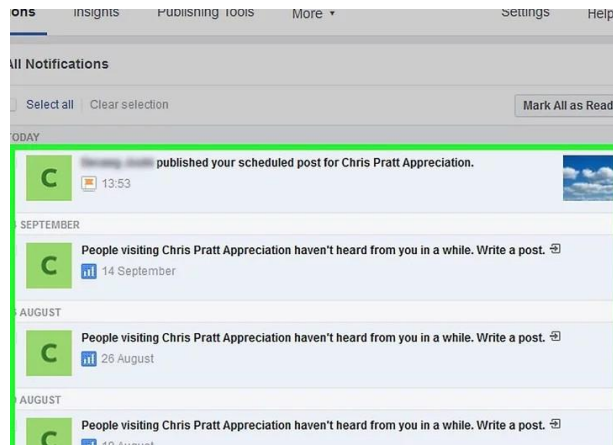 ons Insights Publishing Tools More Settings Help
All Notifications
Select all Clear selection Mark All as Read
TODAY
published your scheduled post for Chris Pratt Appreciation.
C
13:53
SEPTEMBER
People visiting Chris Pratt Appreciation haven't heard from you in a while. Write a post.
C
14 September
AUGUST
People visiting Chris Pratt Appreciation haven't heard from you in a while. Write a post.
C
26 August
AUGUST
People visiting Chris Pratt Appreciation haven't heard from you in a while. Write a post.
C
August